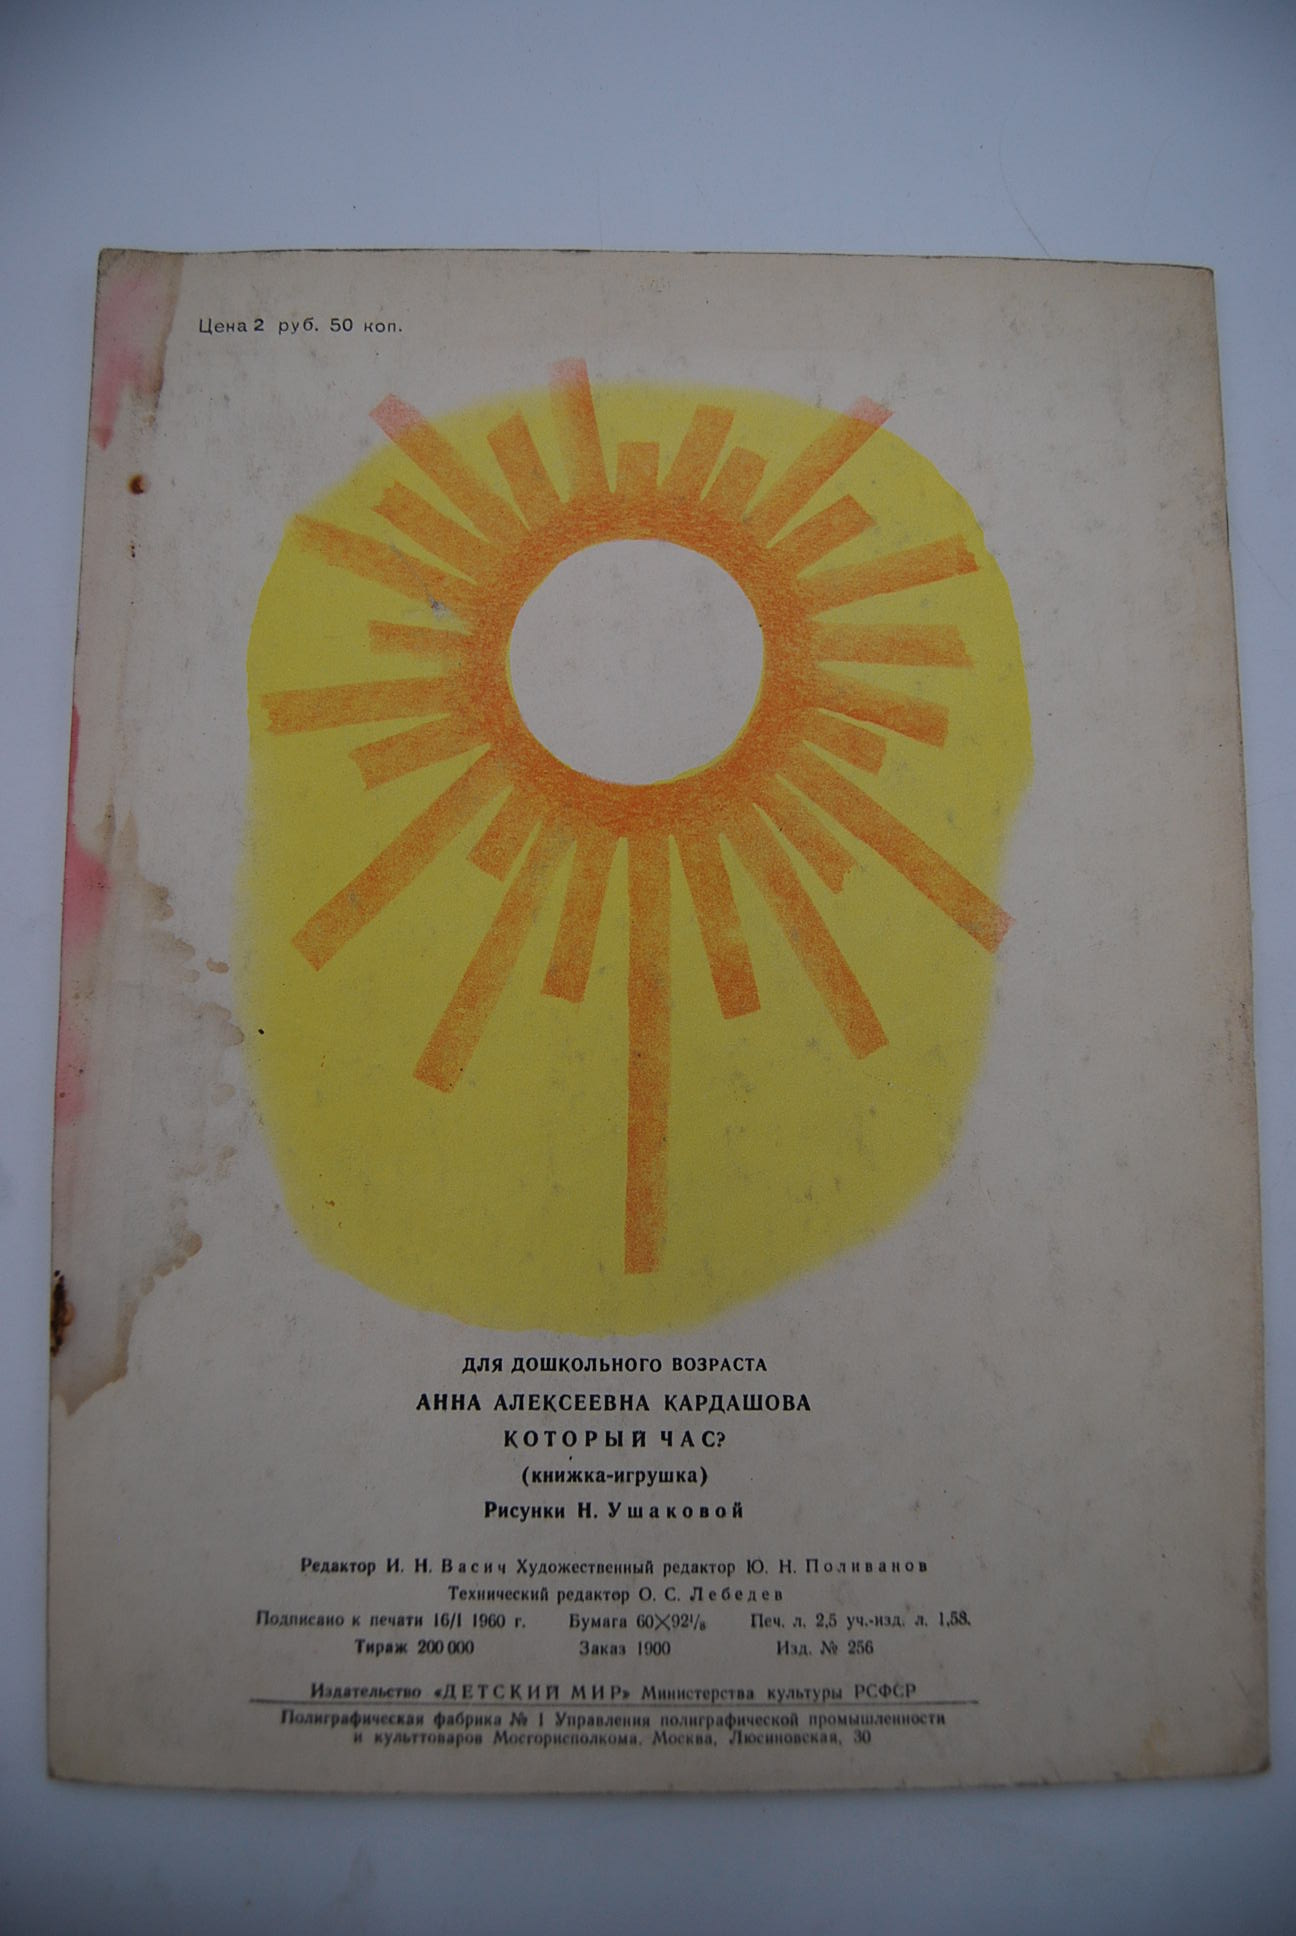 Цена 2 руб. 50 коп.
ДЛЯ ДОШКОЛЬНОГО ВОЗРАСТА
АННА АЛЕКСЕЕВНА КАРДАШОВА
КОТОРЫЙ ЧАС?
(книжка-игрушка)
Рисунки Н. Ушаковой
Редактор И. Н. Васич Художественный редактор Ю. Н. Поливанов
Технический редактор О. С. Лебедев
Подписано к печати 16/I 1960 г. Бумага 60×92¹/₈ Печ. л. 2,5 уч.-изд. л. 1,58.
Тираж 200 000 Заказ 1900 Изд. № 256
Издательство «ДЕТСКИЙ МИР» Министерства культуры РСФСР
Полиграфическая фабрика № 1 Управления полиграфической промышленности
и культтоваров Мосгорисполкома. Москва, Люсиновская, 30